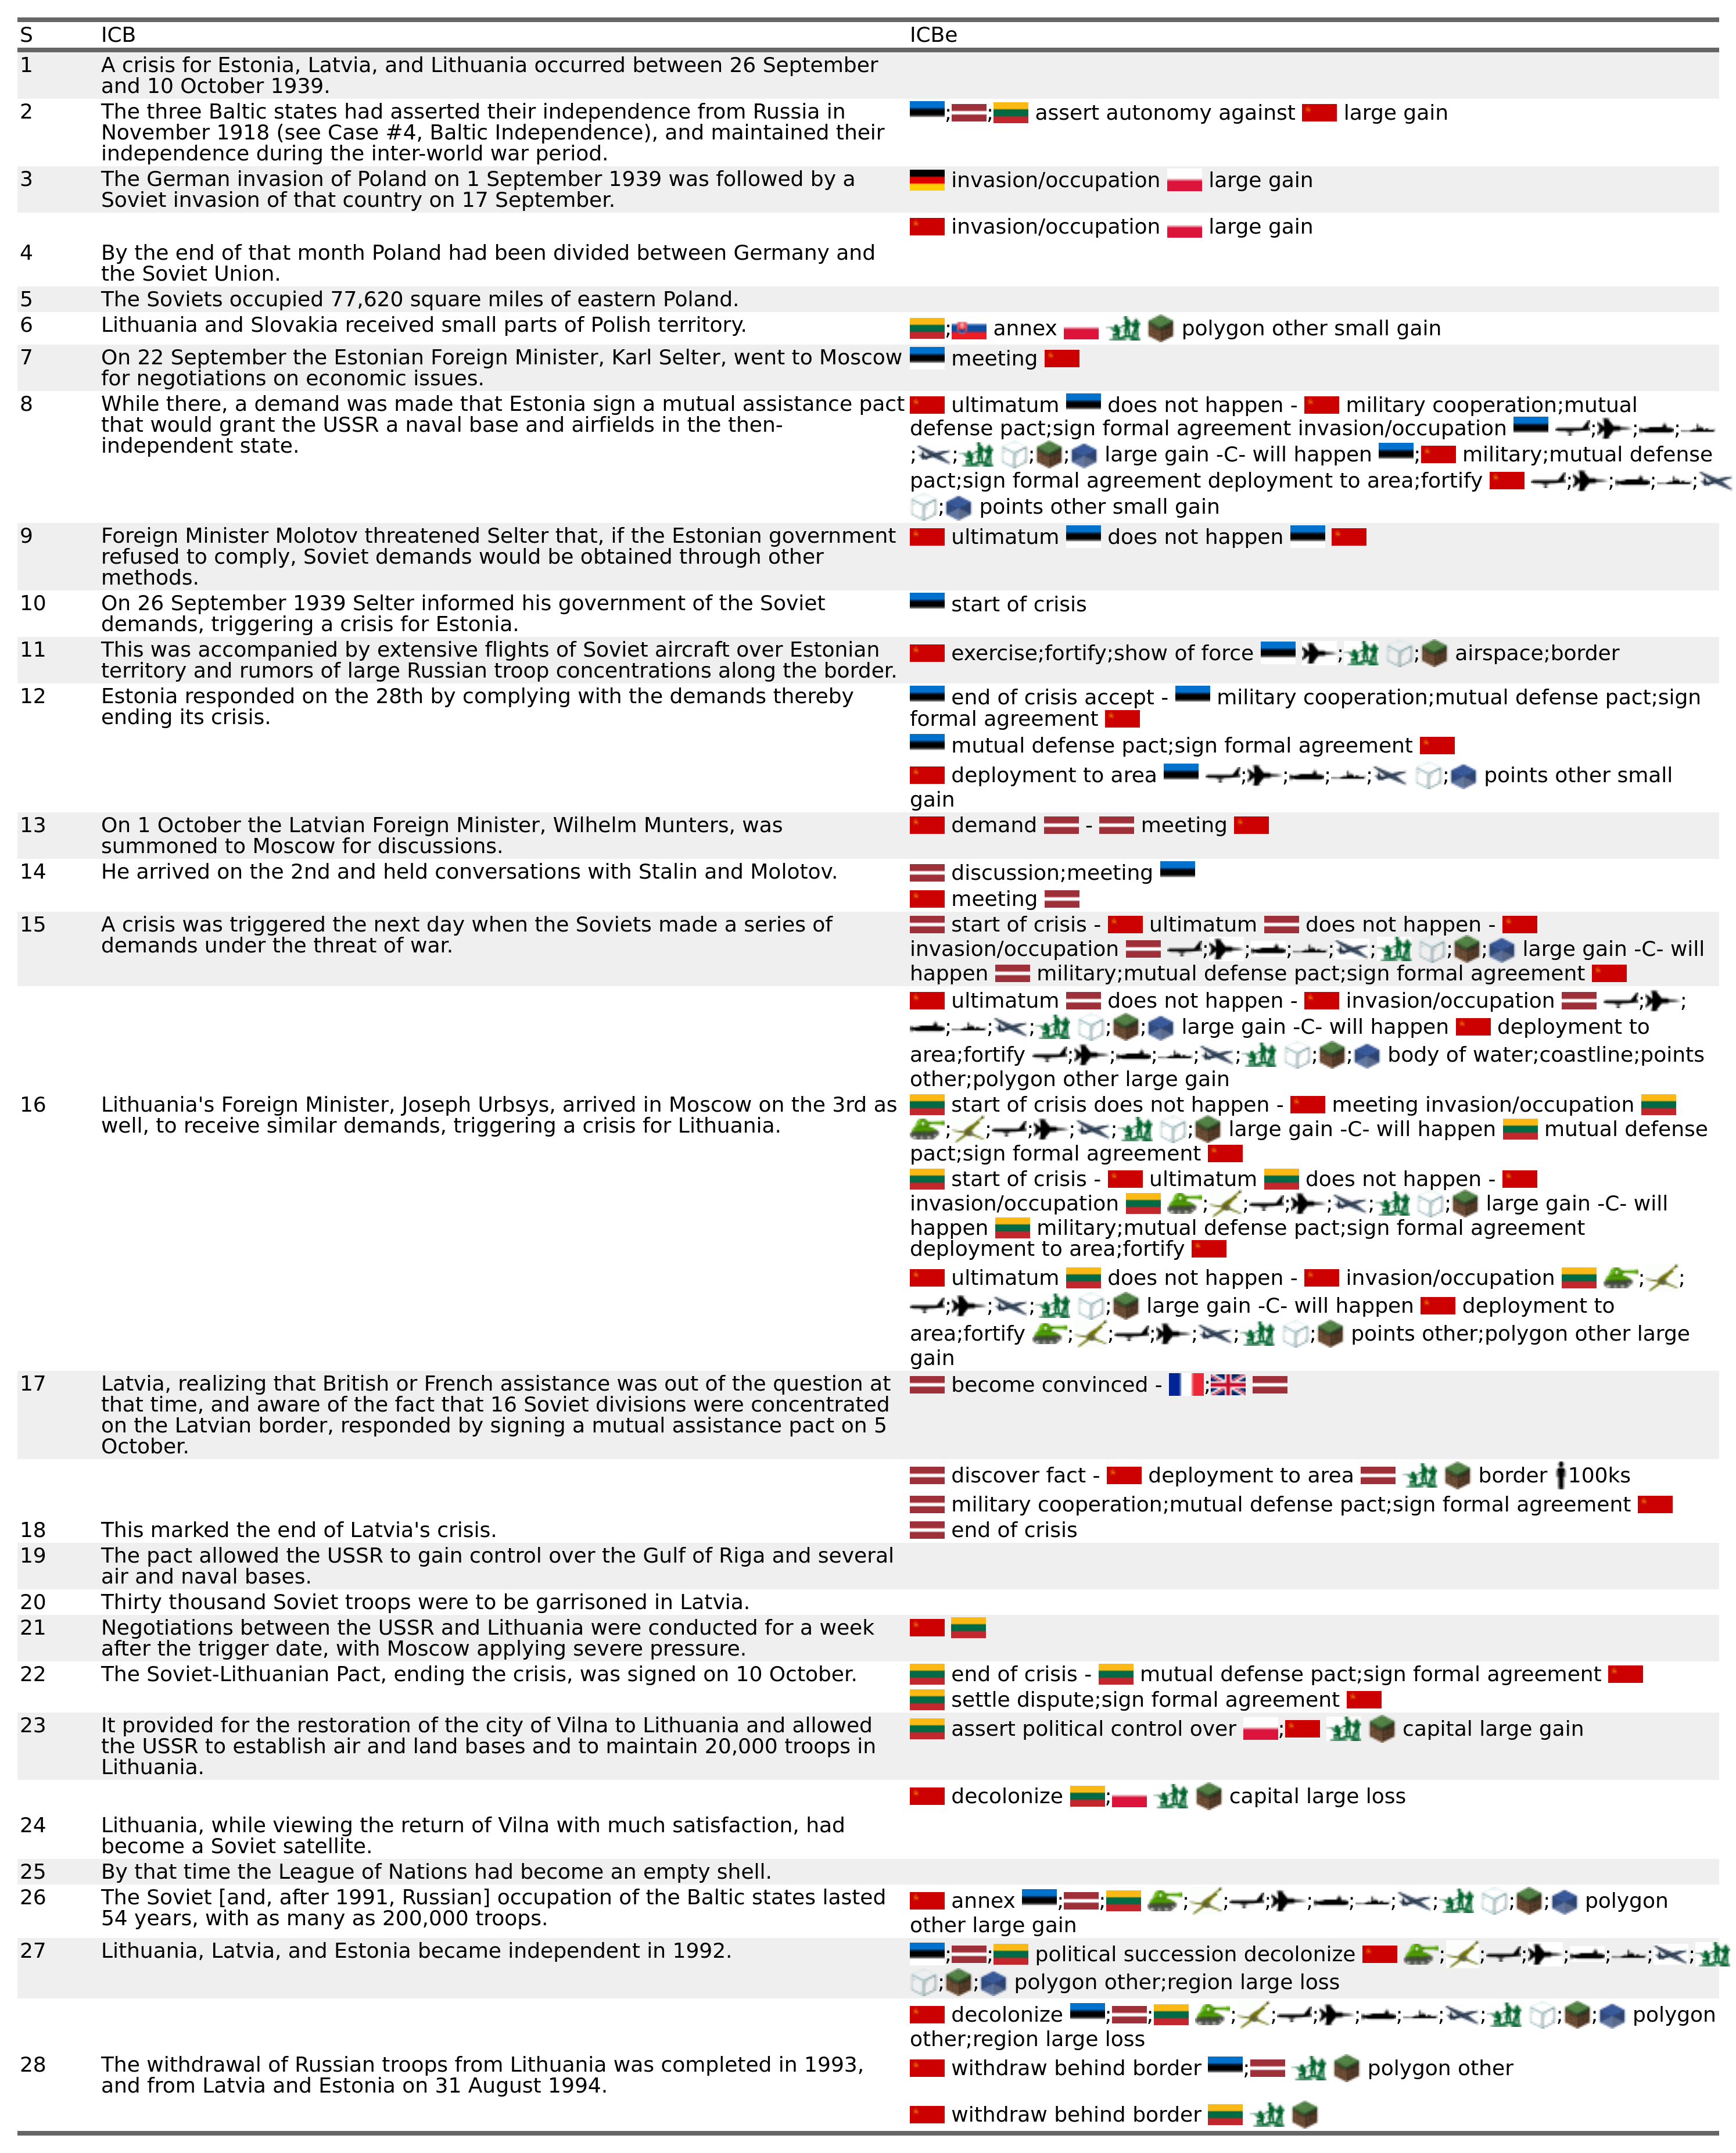 S ICB ICBe
1 A crisis for Estonia, Latvia, and Lithuania occurred between 26 September
and 10 October 1939.
2 The three Baltic states had asserted their independence from Russia in
November 1918 (see Case #4, Baltic Independence), and maintained their
independence during the inter-world war period.
; ; assert autonomy against large gain
3 The German invasion of Poland on 1 September 1939 was followed by a
Soviet invasion of that country on 17 September.
invasion/occupation large gain
invasion/occupation large gain
4 By the end of that month Poland had been divided between Germany and
the Soviet Union.
5 The Soviets occupied 77,620 square miles of eastern Poland.
6 Lithuania and Slovakia received small parts of Polish territory.
; annex polygon other small gain
7 On 22 September the Estonian Foreign Minister, Karl Selter, went to Moscow
for negotiations on economic issues.
meeting
8 While there, a demand was made that Estonia sign a mutual assistance pact
that would grant the USSR a naval base and airfields in the then-
independent state.
ultimatum does not happen - military cooperation;mutual
defense pact;sign formal agreement invasion/occupation ; ; ;
; ; ; ; large gain -C- will happen ; military;mutual defense
pact;sign formal agreement deployment to area;fortify ; ; ; ;
; points other small gain
9 Foreign Minister Molotov threatened Selter that, if the Estonian government
refused to comply, Soviet demands would be obtained through other
methods.
ultimatum does not happen
10 On 26 September 1939 Selter informed his government of the Soviet
demands, triggering a crisis for Estonia.
start of crisis
11 This was accompanied by extensive flights of Soviet aircraft over Estonian
territory and rumors of large Russian troop concentrations along the border.
exercise;fortify;show of force ; ; airspace;border
12 Estonia responded on the 28th by complying with the demands thereby
ending its crisis.
end of crisis accept - military cooperation;mutual defense pact;sign
formal agreement
mutual defense pact;sign formal agreement
deployment to area ; ; ; ; ; points other small
gain
13 On 1 October the Latvian Foreign Minister, Wilhelm Munters, was
summoned to Moscow for discussions.
demand - meeting
14 He arrived on the 2nd and held conversations with Stalin and Molotov.
discussion;meeting
meeting
15 A crisis was triggered the next day when the Soviets made a series of
demands under the threat of war.
start of crisis - ultimatum does not happen -
invasion/occupation ; ; ; ; ; ; ; large gain -C- will
happen military;mutual defense pact;sign formal agreement
ultimatum does not happen - invasion/occupation ; ;
; ; ; ; ; large gain -C- will happen deployment to
area;fortify ; ; ; ; ; ; ; body of water;coastline;points
other;polygon other large gain
16 Lithuania's Foreign Minister, Joseph Urbsys, arrived in Moscow on the 3rd as
well, to receive similar demands, triggering a crisis for Lithuania.
start of crisis does not happen - meeting invasion/occupation
; ; ; ; ; ; large gain -C- will happen mutual defense
pact;sign formal agreement
start of crisis - ultimatum does not happen -
invasion/occupation ; ; ; ; ; ; large gain -C- will
happen military;mutual defense pact;sign formal agreement
deployment to area;fortify
ultimatum does not happen - invasion/occupation ; ;
; ; ; ; large gain -C- will happen deployment to
area;fortify ; ; ; ; ; ; points other;polygon other large
gain
17 Latvia, realizing that British or French assistance was out of the question at
that time, and aware of the fact that 16 Soviet divisions were concentrated
on the Latvian border, responded by signing a mutual assistance pact on 5
October.
become convinced - ;
discover fact - deployment to area border 100ks
military cooperation;mutual defense pact;sign formal agreement
18 This marked the end of Latvia's crisis.
end of crisis
19 The pact allowed the USSR to gain control over the Gulf of Riga and several
air and naval bases.
20 Thirty thousand Soviet troops were to be garrisoned in Latvia.
21 Negotiations between the USSR and Lithuania were conducted for a week
after the trigger date, with Moscow applying severe pressure.
22 The Soviet-Lithuanian Pact, ending the crisis, was signed on 10 October.
end of crisis - mutual defense pact;sign formal agreement
settle dispute;sign formal agreement
23 It provided for the restoration of the city of Vilna to Lithuania and allowed
the USSR to establish air and land bases and to maintain 20,000 troops in
Lithuania.
assert political control over ; capital large gain
decolonize ; capital large loss
24 Lithuania, while viewing the return of Vilna with much satisfaction, had
become a Soviet satellite.
25 By that time the League of Nations had become an empty shell.
26 The Soviet [and, after 1991, Russian] occupation of the Baltic states lasted
54 years, with as many as 200,000 troops.
annex ; ; ; ; ; ; ; ; ; ; ; polygon
other large gain
27 Lithuania, Latvia, and Estonia became independent in 1992.
; ; political succession decolonize ; ; ; ; ; ; ;
; ; polygon other;region large loss
decolonize ; ; ; ; ; ; ; ; ; ; ; polygon
other;region large loss
28 The withdrawal of Russian troops from Lithuania was completed in 1993,
and from Latvia and Estonia on 31 August 1994.
withdraw behind border ; polygon other
withdraw behind border